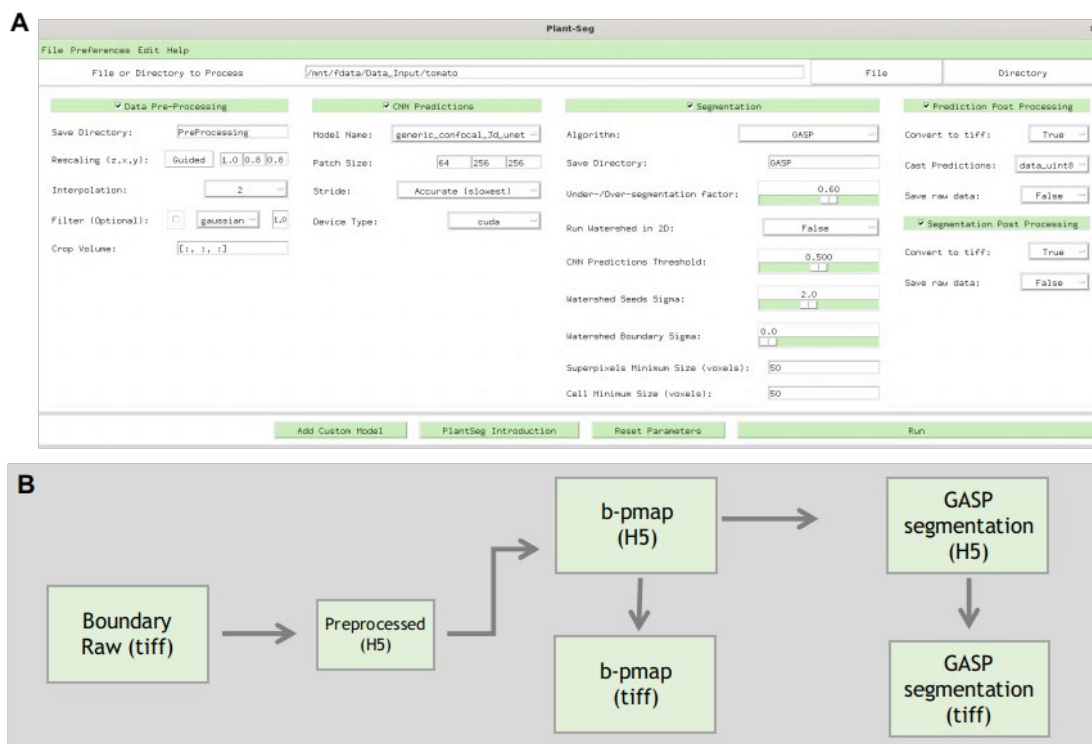 A
Plant-Seg
File Preferences Edit Help
File or Directory to Process
/mnt/fdata/Data_Input/tomato
File
Directory
Data Pre-Processing
Save Directory: PreProcessing
Rescaling (z,x,y): Guided 1.0 0.8 0.8
Interpolation: 2
Filter (Optional): gaussian 1.0
Crop Volume: [:, :, :]
CNN Predictions
Model Name: generic_confocal_3d_unet
Patch Size: 64 256 256
Stride: Accurate (slowest)
Device Type: cuda
Segmentation
Algorithm: GASP
Save Directory: GASP
Under-/Over-segmentation factor: 0.60
Run Watershed in 2D: False
CNN Predictions Threshold: 0.500
Watershed Seeds Sigma: 2.0
Watershed Boundary Sigma: 0.0
Superpixels Minimum Size (voxels): 50
Cell Minimum Size (voxels): 50
Prediction Post Processing
Convert to tiff: True
Cast Predictions: data_uint8
Save raw data: False
Segmentation Post Processing
Convert to tiff: True
Save raw data: False
Add Custom Model
PlantSeg Introduction
Reset Parameters
Run
B
Boundary
Raw (tiff)
Preprocessed
(H5)
b-pmap
(H5)
b-pmap
(tiff)
GASP
segmentation
(H5)
GASP
segmentation
(tiff)